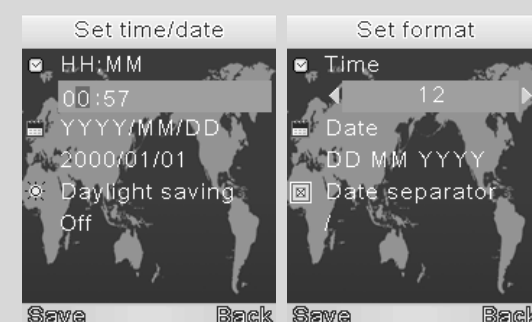 Set time/date
HH:MM
00:57
YYYY/MM/DD
2000/01/01
Daylight saving
Off
Save Back
Set format
Time
12
Date
DD MM YYYY
Date separator
/
Save Back